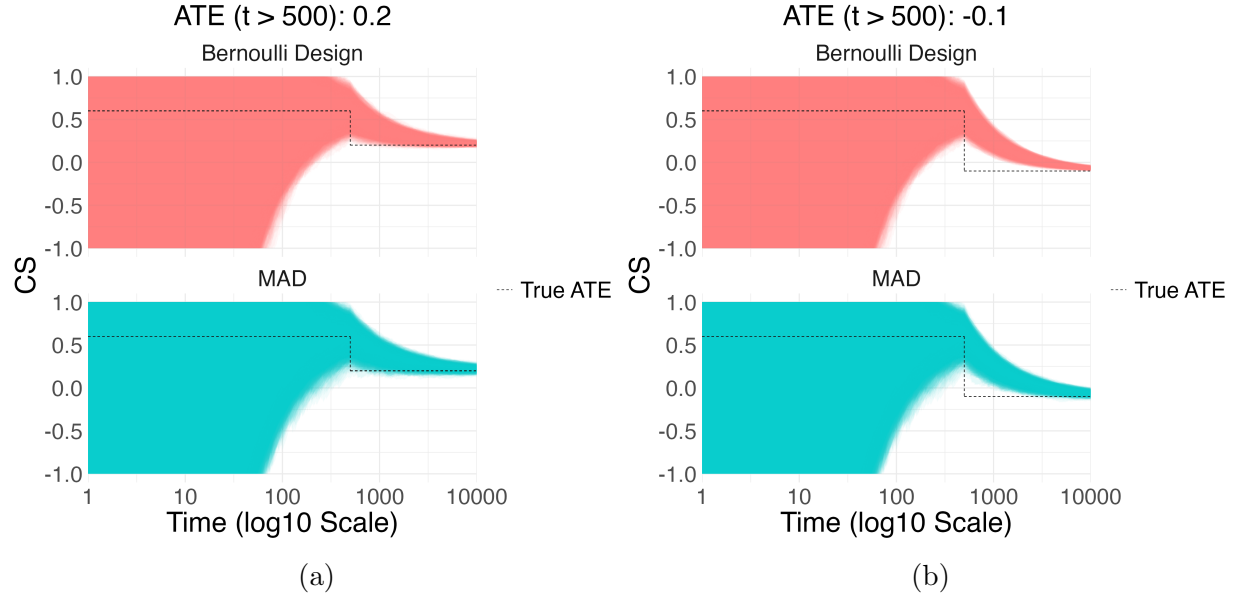 ATE (t > 500): 0.2
Bernoulli Design
1.0
0.5
0.0
-0.5
-1.0
MAD
1.0
0.5
0.0
-0.5
-1.0
CS
1 10 100 1000 10000
Time (log10 Scale)
True ATE
(a)
ATE (t > 500): -0.1
Bernoulli Design
1.0
0.5
0.0
-0.5
-1.0
MAD
1.0
0.5
0.0
-0.5
-1.0
CS
1 10 100 1000 10000
Time (log10 Scale)
True ATE
(b)